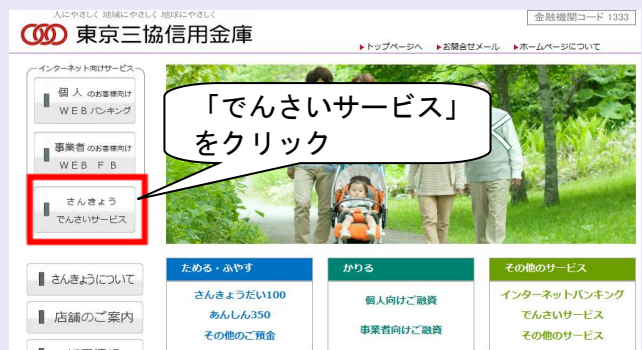 人にやさしく 地域にやさしく 地球にやさしく
東京三協信用金庫
金融機関コード 1333
トップページへ お問合せメール ホームページについて
インターネット向けサービス
個人 のお客様向け
WEBバンキング
事業者 のお客様向け
WEB FB
さんきょう
でんさいサービス
「でんさいサービス」
をクリック
さんきょうについて
店舗のご案内
ためる・ふやす
さんきょうだい100
あんしん350
その他のご預金
かりる
個人向けご融資
事業者向けご融資
その他のサービス
インターネットバンキング
でんさいサービス
その他のサービス